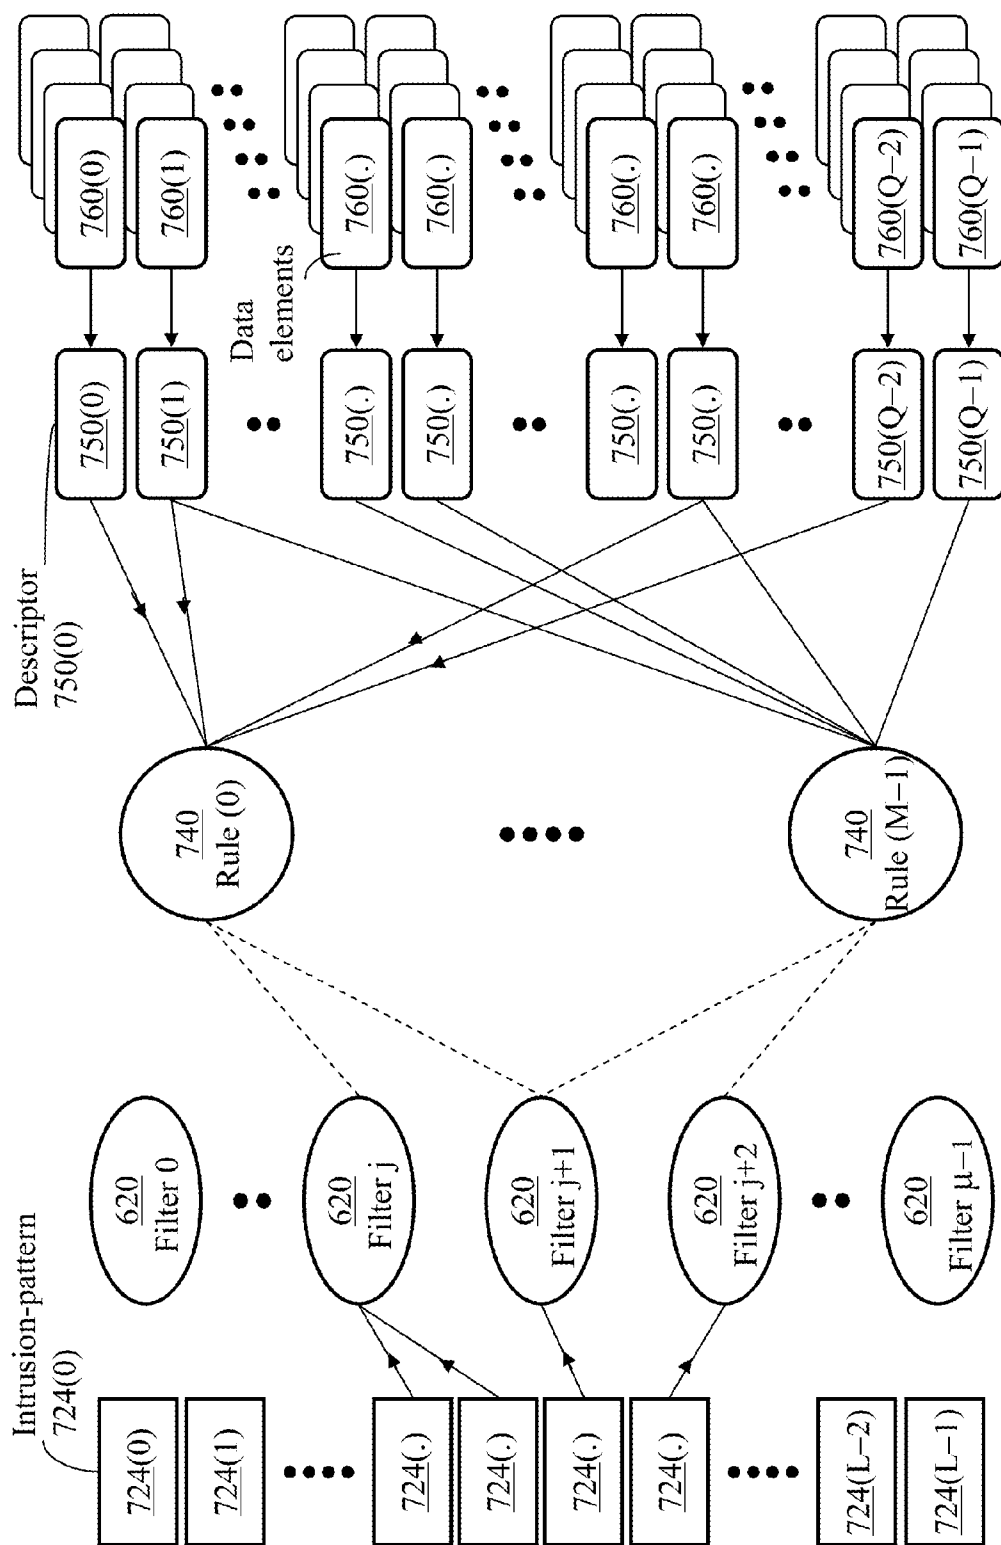 Intrusion-pattern
724(0)
724(0)
724(1)
724(.)
724(.)
724(.)
724(.)
724(L−2)
724(L−1)
620
Filter 0
620
Filter j
620
Filter j+1
620
Filter j+2
620
Filter μ−1
740
Rule (0)
740
Rule (M−1)
Descriptor
750(0)
750(0)
750(1)
750(.)
750(.)
750(.)
750(.)
750(Q−2)
750(Q−1)
Data
elements
760(0)
760(1)
760(.)
760(.)
760(.)
760(.)
760(Q−2)
760(Q−1)